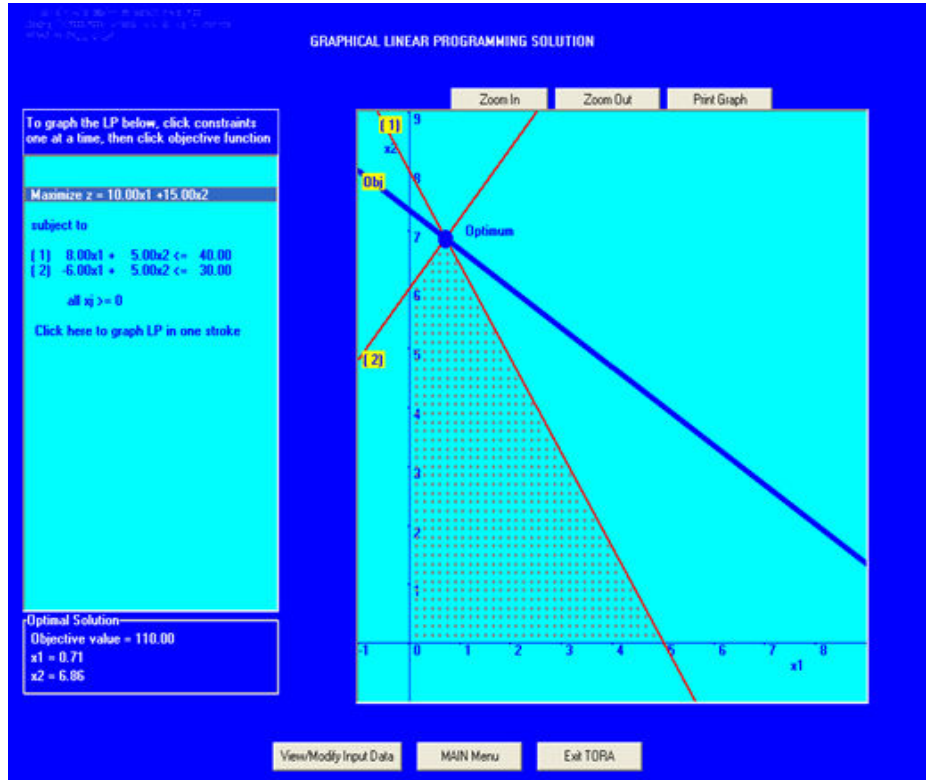 GRAPHICAL LINEAR PROGRAMMING SOLUTION
Zoom In Zoom Out Print Graph
To graph the LP below, click constraints
one at a time, then click objective function
Maximize z = 10.00x1 +15.00x2
subject to
( 1) 8.00x1 + 5.00x2 <= 40.00
( 2) -6.00x1 + 5.00x2 <= 30.00
all xj >= 0
Click here to graph LP in one stroke
Optimal Solution
Objective value = 110.00
x1 = 0.71
x2 = 6.86
9
( 1)
x2
8
Obj
Optimum
7
6
5
( 2)
4
3
2
1
-1 0 1 2 3 4 5 6 7 8
x1
View/Modify Input Data MAIN Menu Exit TORA